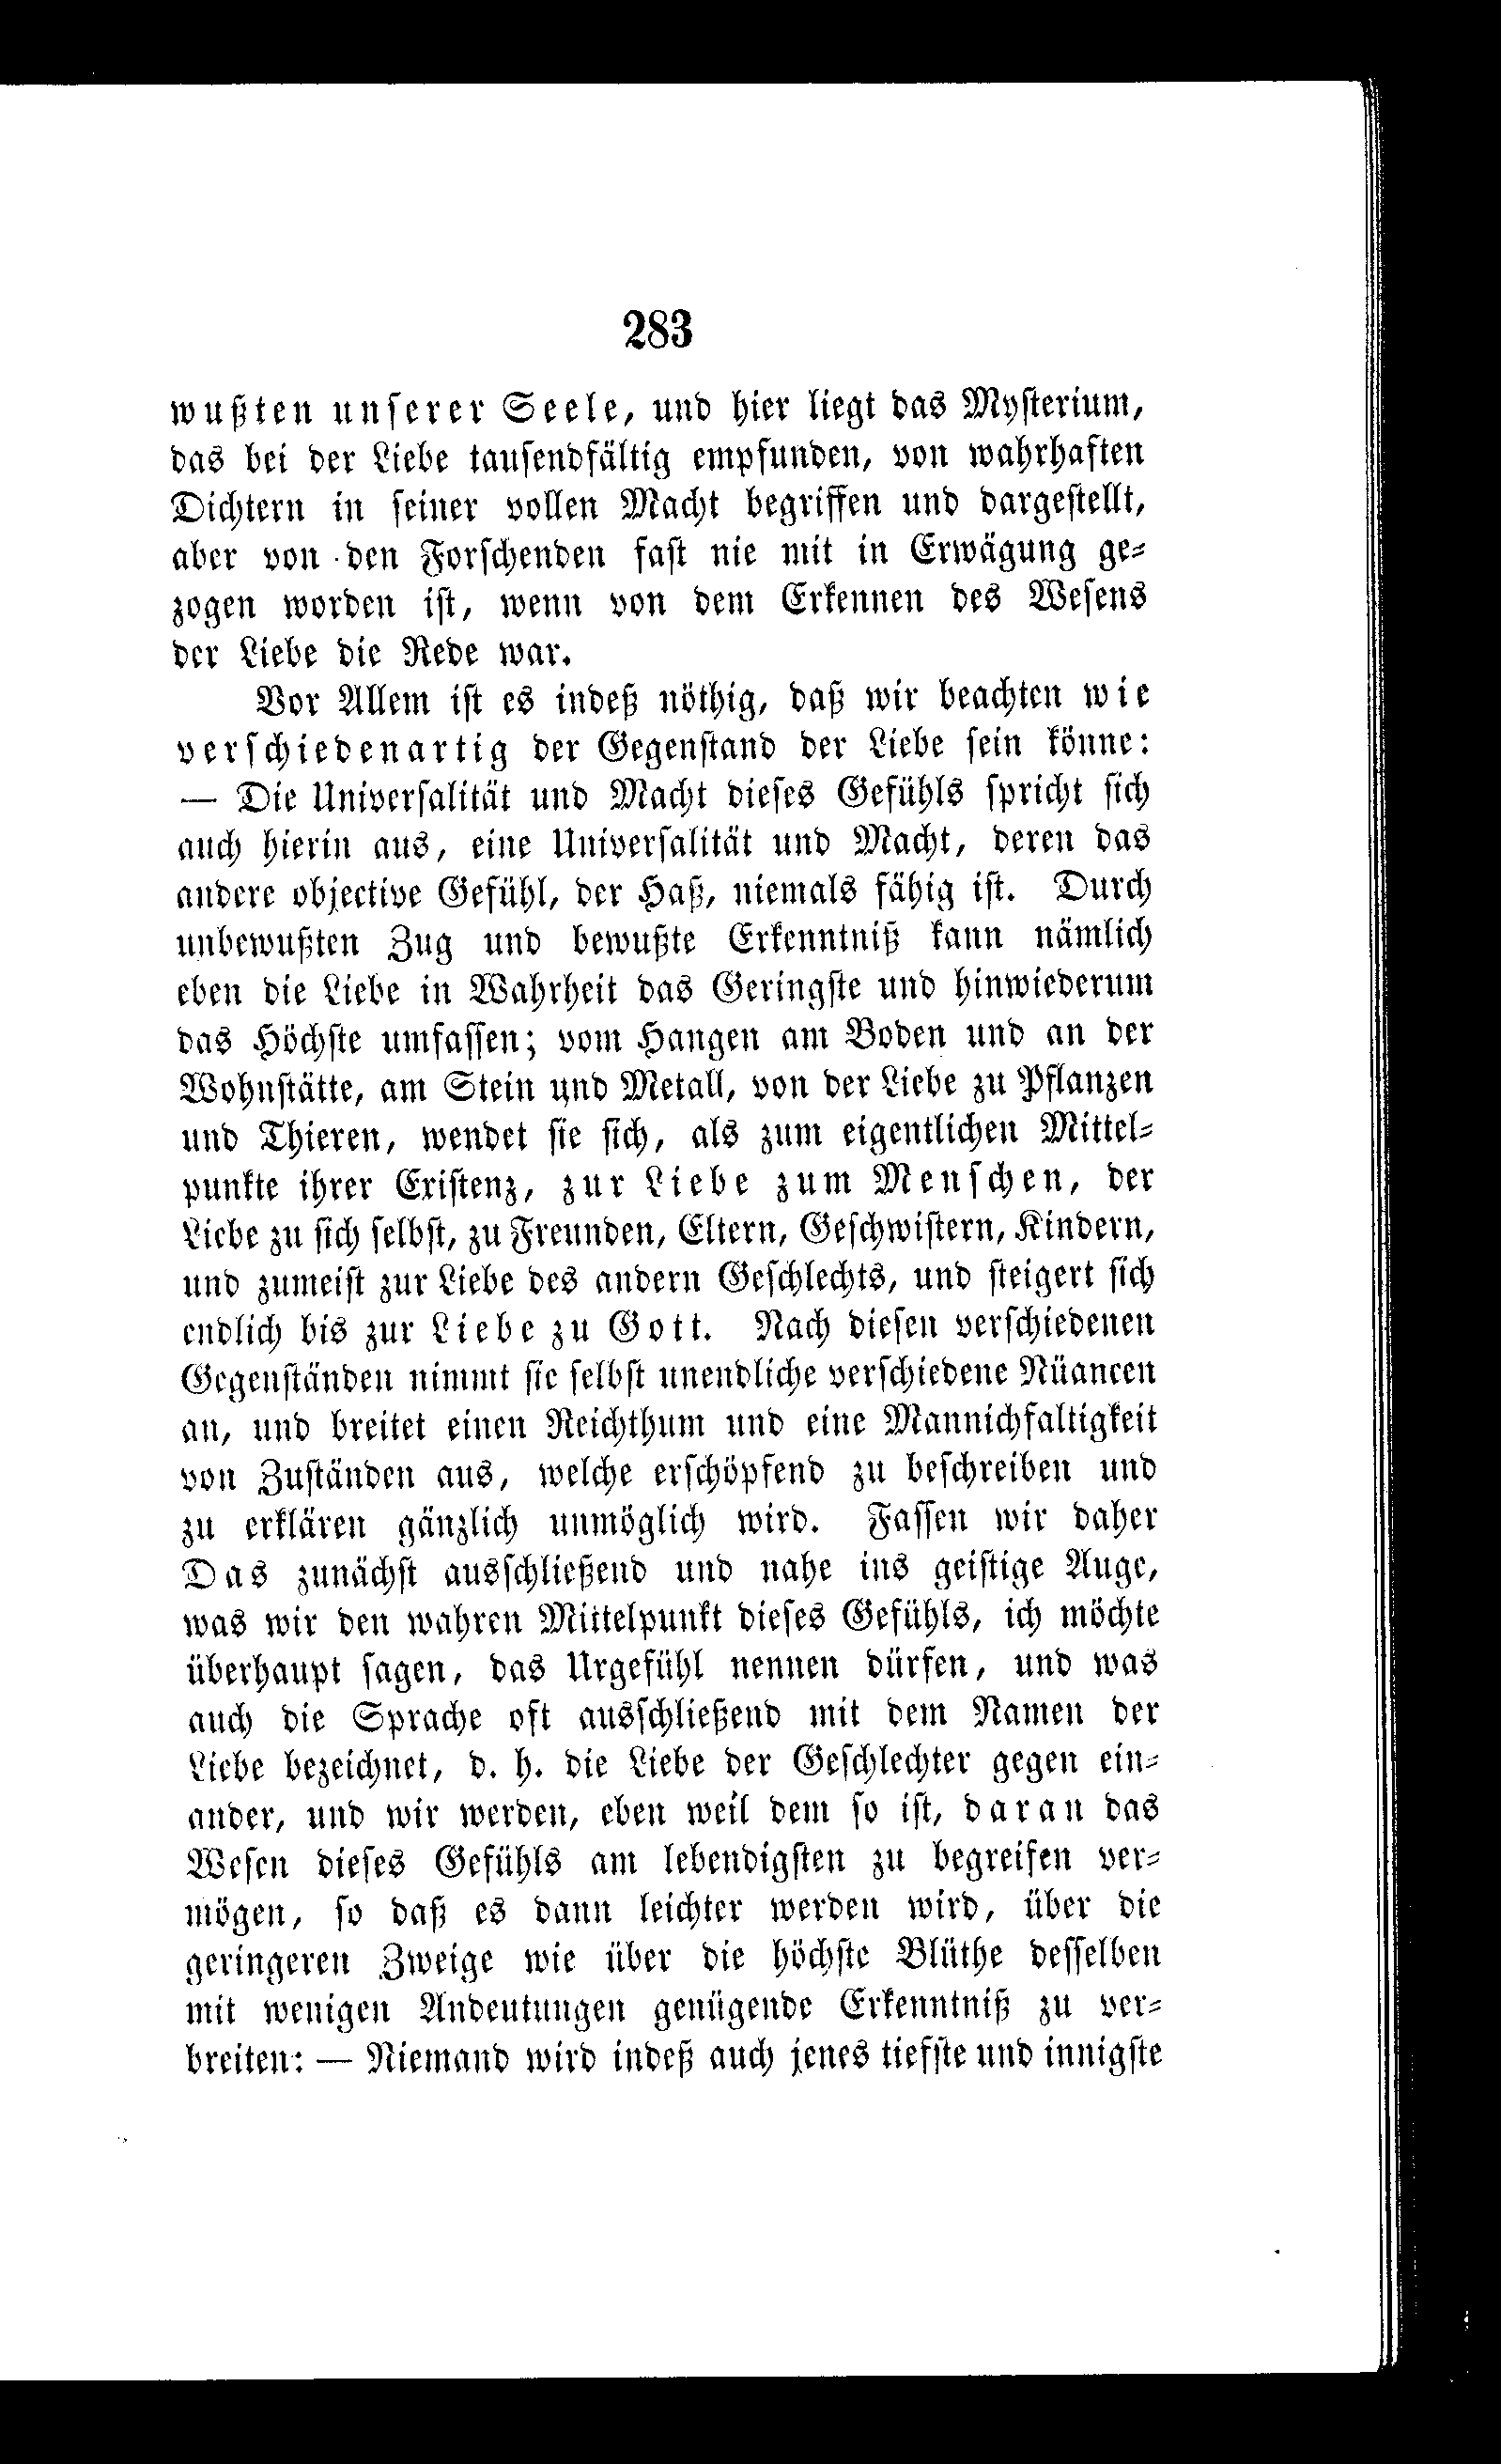 283
wußten unserer Seele, und hier liegt das Mysterium,
das bei der Liebe tausendfältig empfunden, von wahrhaften
Dichtern in seiner vollen Macht begriffen und dargestellt,
aber von den Forschenden fast nie mit in Erwägung ge-
zogen worden ist, wenn von dem Erkennen des Wesens
der Liebe die Rede war.
Vor Allem ist es indeß nöthig, daß wir beachten wie
verschiedenartig der Gegenstand der Liebe sein könne:
— Die Universalität und Macht dieses Gefühls spricht sich
auch hierin aus, eine Universalität und Macht, deren das
andere objective Gefühl, der Haß, niemals fähig ist. Durch
unbewußten Zug und bewußte Erkenntniß kann nämlich
eben die Liebe in Wahrheit das Geringste und hinwiederum
das Höchste umfassen; vom Hangen am Boden und an der
Wohnstätte, am Stein und Metall, von der Liebe zu Pflanzen
und Thieren, wendet sie sich, als zum eigentlichen Mittel-
punkte ihrer Existenz, zur Liebe zum Menschen, der
Liebe zu sich selbst, zu Freunden, Eltern, Geschwistern, Kindern,
und zumeist zur Liebe des andern Geschlechts, und steigert sich
endlich bis zur Liebe zu Gott. Nach diesen verschiedenen
Gegenständen nimmt sie selbst unendliche verschiedene Nüancen
an, und breitet einen Reichthum und eine Mannichfaltigkeit
von Zuständen aus, welche erschöpfend zu beschreiben und
zu erklären gänzlich unmöglich wird. Fassen wir daher
Das zunächst ausschließend und nahe ins geistige Auge,
was wir den wahren Mittelpunkt dieses Gefühls, ich möchte
überhaupt sagen, das Urgefühl nennen dürfen, und was
auch die Sprache oft ausschließend mit dem Namen der
Liebe bezeichnet, d. h. die Liebe der Geschlechter gegen ein-
ander, und wir werden, eben weil dem so ist, daran das
Wesen dieses Gefühls am lebendigsten zu begreifen ver-
mögen, so daß es dann leichter werden wird, über die
geringeren Zweige wie über die höchste Blüthe desselben
mit wenigen Andeutungen genügende Erkenntniß zu ver-
breiten: — Niemand wird indeß auch jenes tiefste und innigste